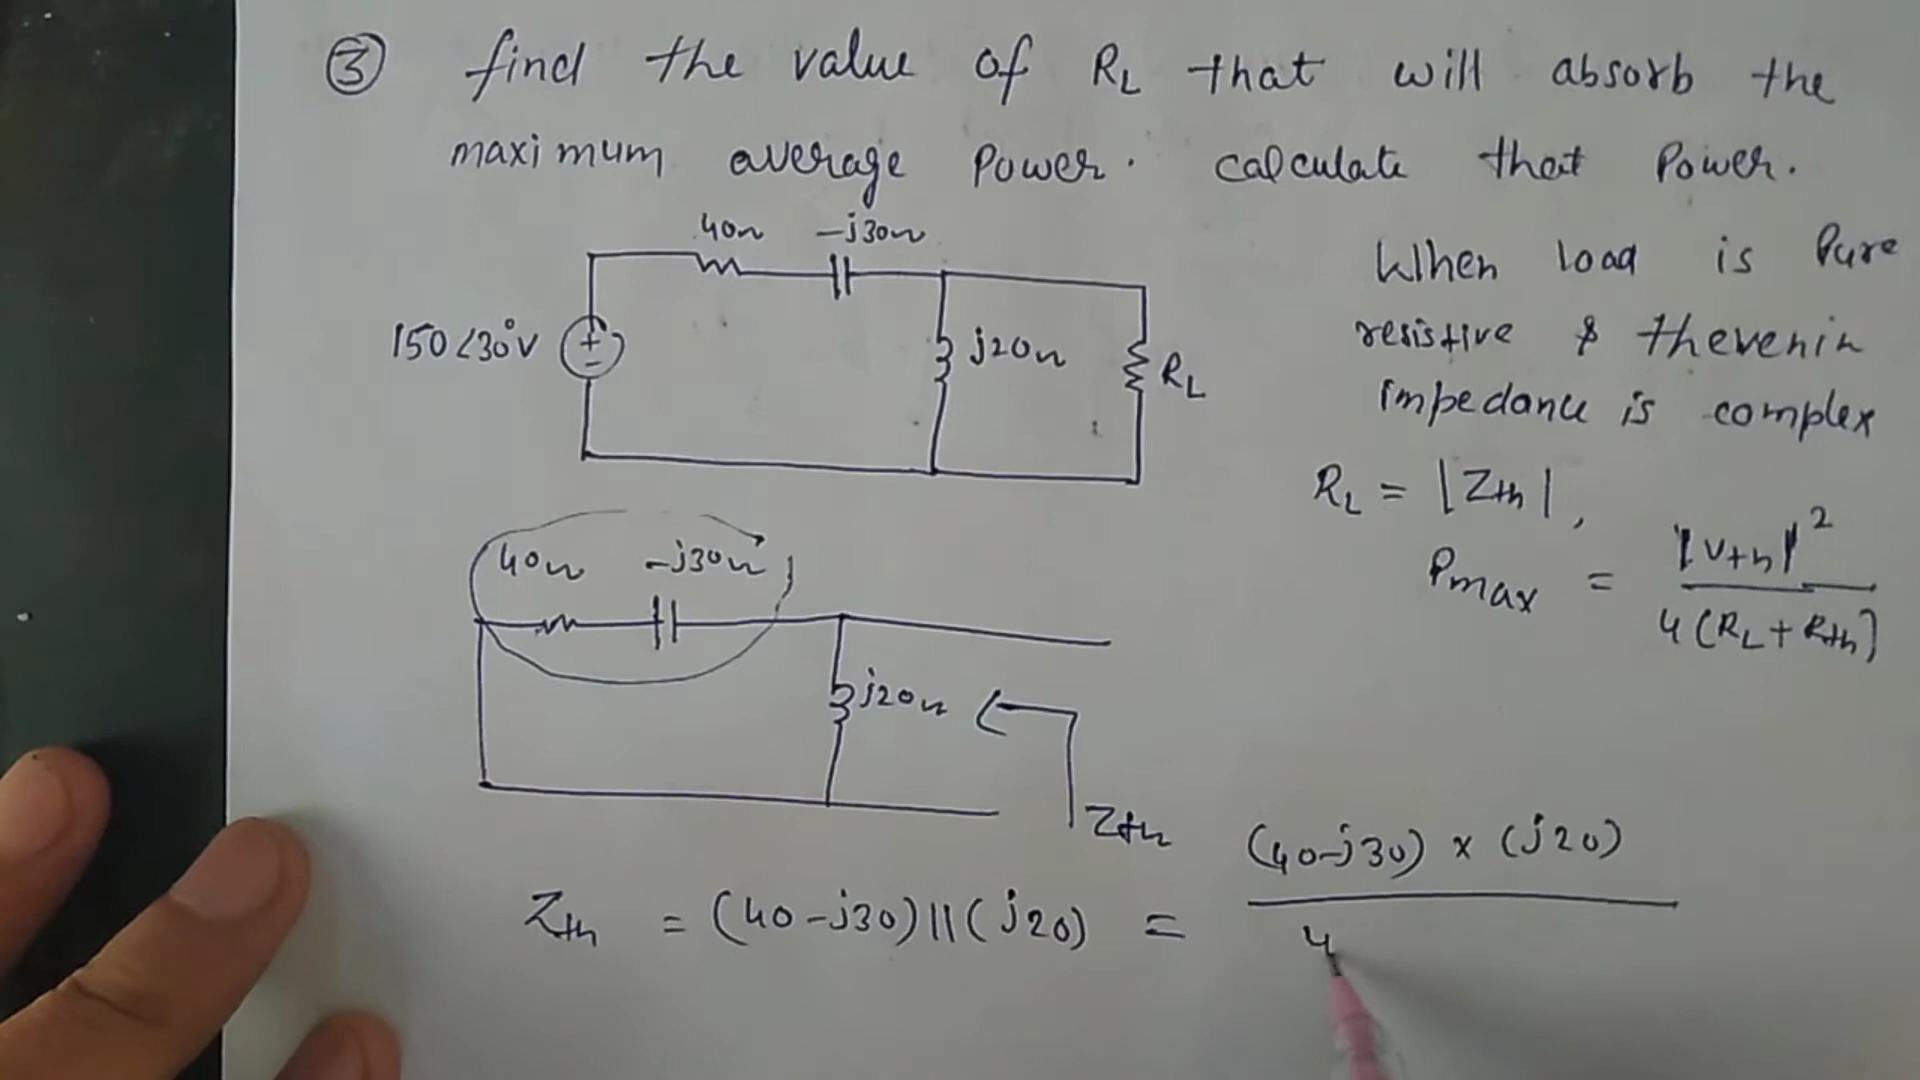 ③ find the value of RL that will absorb the
maximum average power. calculate that power.
40Ω -j30Ω
150∠30°V + -
j20Ω
RL
When load is Pure
resistive & thevenin
impedance is complex
RL = |Zth|,
Pmax = |Vth|² / 4(RL+Rth)
40Ω -j30Ω
j20Ω
Zth
Zth = (40-j30)||(j20) = (40-j30) x (j20)
4